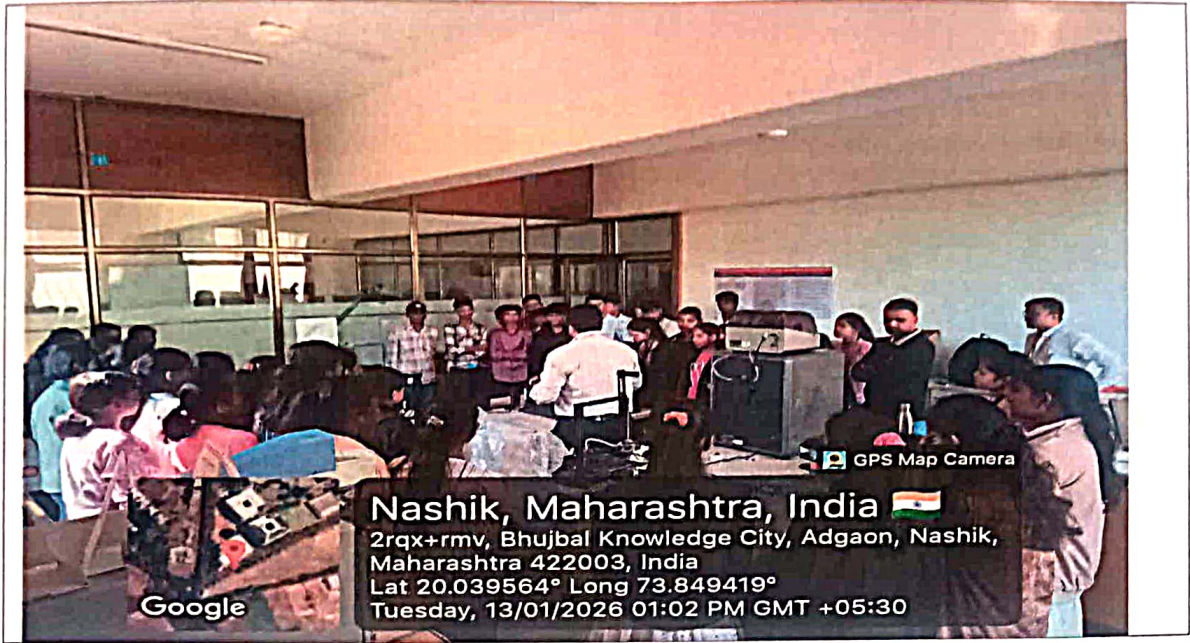 GPS Map Camera
Nashik, Maharashtra, India
2rqx+rmv, Bhujbal Knowledge City, Adgaon, Nashik,
Maharashtra 422003, India
Lat 20.039564° Long 73.849419°
Tuesday, 13/01/2026 01:02 PM GMT +05:30
Google